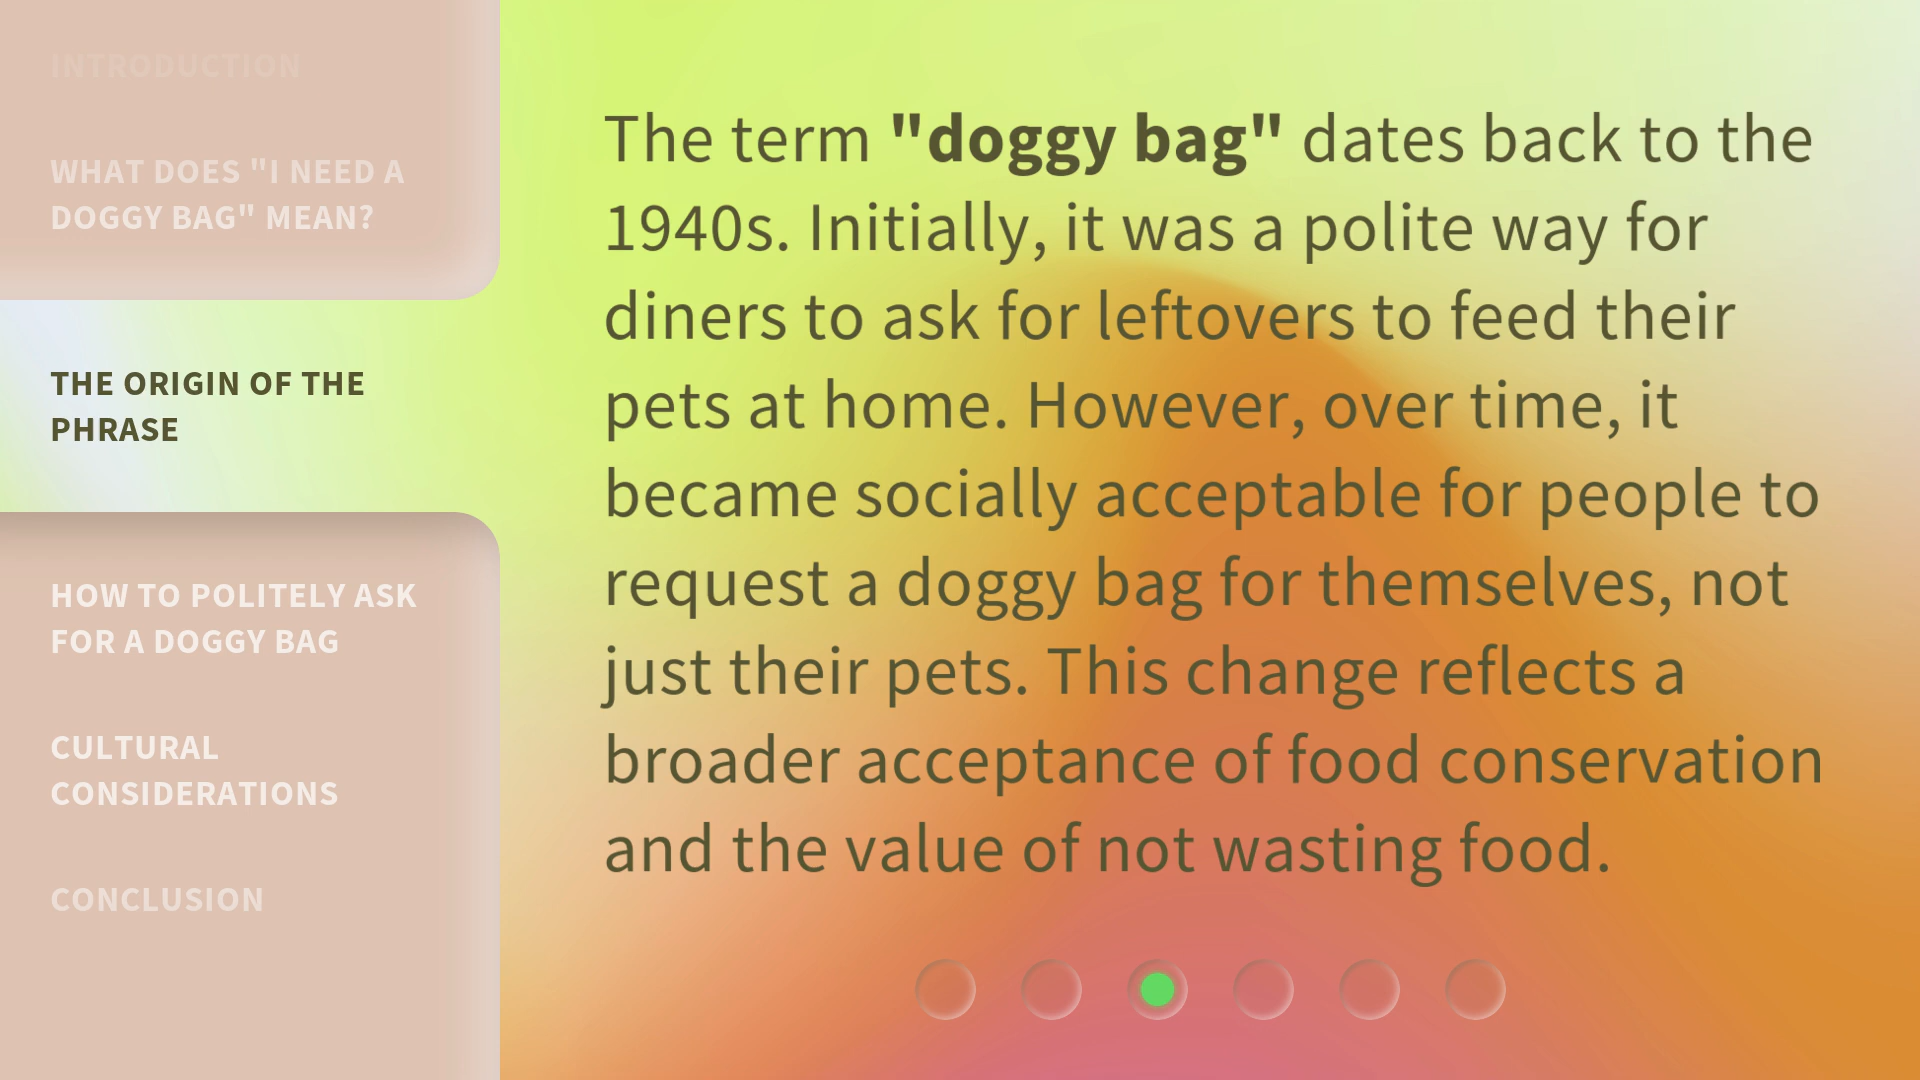 INTRODUCTION
WHAT DOES "I NEED A
DOGGY BAG" MEAN?
THE ORIGIN OF THE
PHRASE
HOW TO POLITELY ASK
FOR A DOGGY BAG
CULTURAL
CONSIDERATIONS
CONCLUSION
The term "doggy bag" dates back to the
1940s. Initially, it was a polite way for
diners to ask for leftovers to feed their
pets at home. However, over time, it
became socially acceptable for people to
request a doggy bag for themselves, not
just their pets. This change reflects a
broader acceptance of food conservation
and the value of not wasting food.